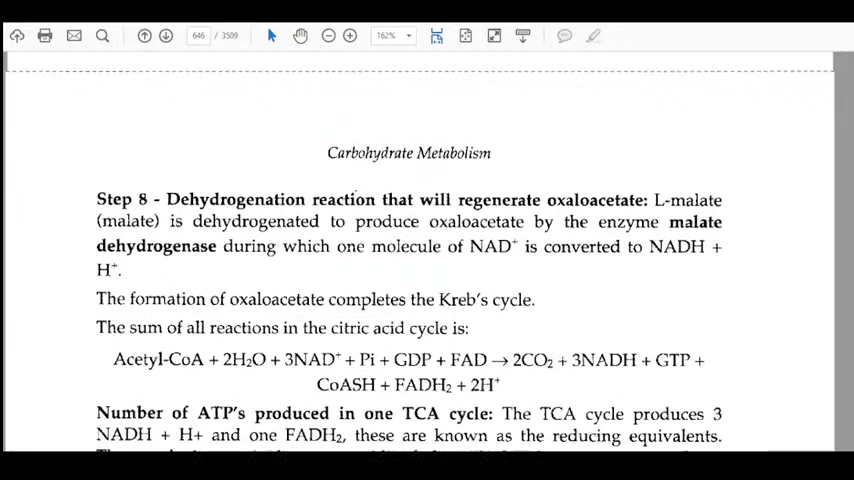 646 / 3509 162%
Carbohydrate Metabolism
Step 8 - Dehydrogenation reaction that will regenerate oxaloacetate: L-malate
(malate) is dehydrogenated to produce oxaloacetate by the enzyme malate
dehydrogenase during which one molecule of NAD⁺ is converted to NADH +
H⁺.
The formation of oxaloacetate completes the Kreb's cycle.
The sum of all reactions in the citric acid cycle is:
Acetyl-CoA + 2H₂O + 3NAD⁺ + Pi + GDP + FAD → 2CO₂ + 3NADH + GTP +
CoASH + FADH₂ + 2H⁺
Number of ATP's produced in one TCA cycle: The TCA cycle produces 3
NADH + H+ and one FADH₂, these are known as the reducing equivalents.